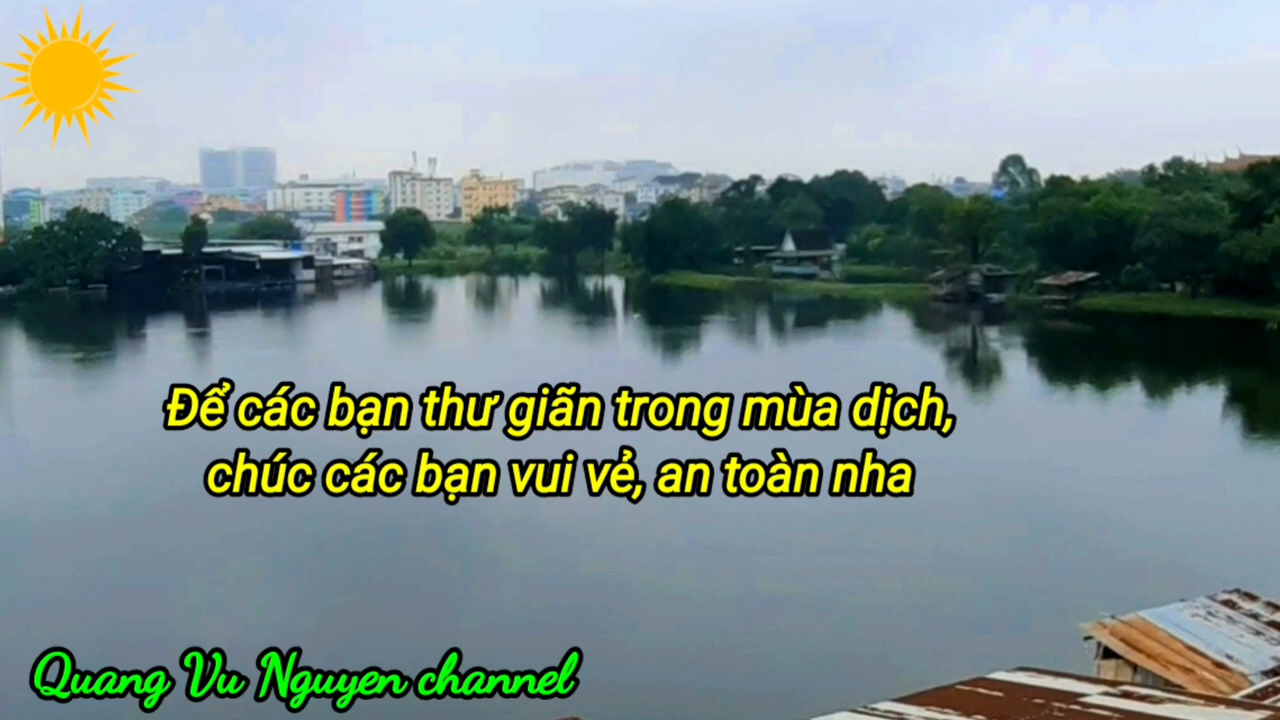 Để các bạn thư giãn trong mùa dịch,
chúc các bạn vui vẻ, an toàn nha
Quang Vu Nguyen channel